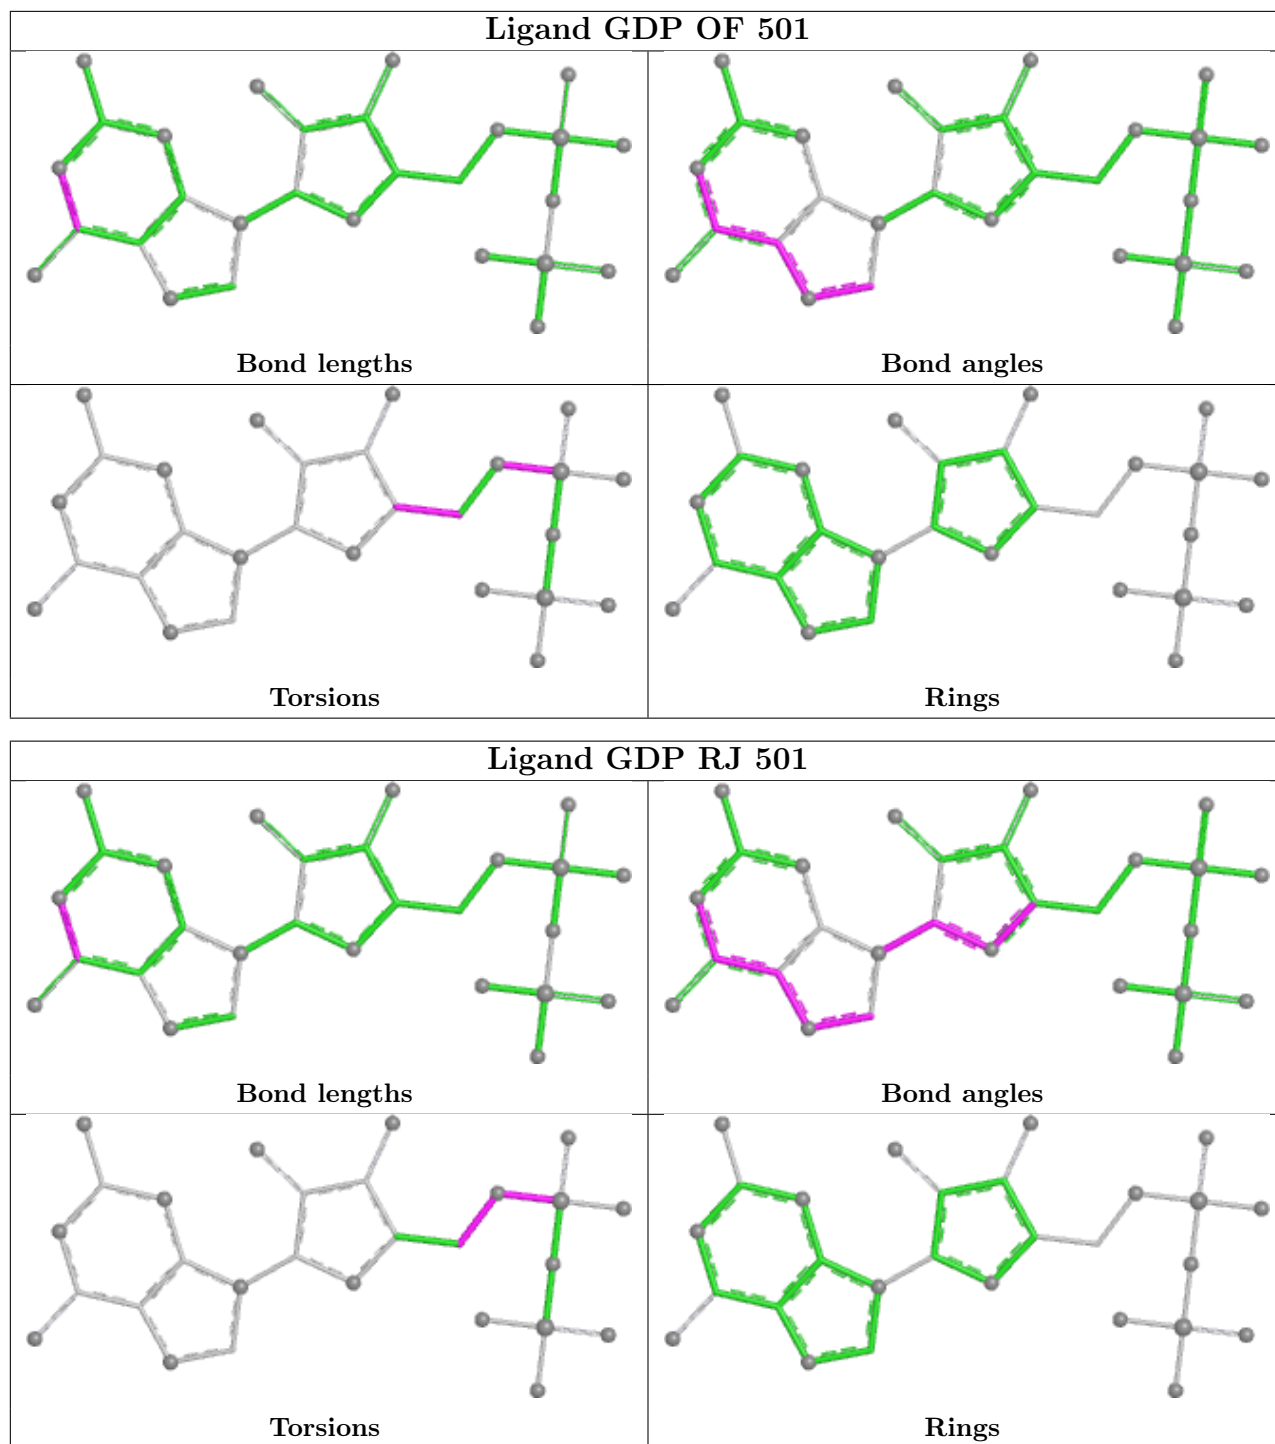 Ligand GDP OF 501
Bond lengths
Bond angles
Torsions
Rings
Ligand GDP RJ 501
Bond lengths
Bond angles
Torsions
Rings